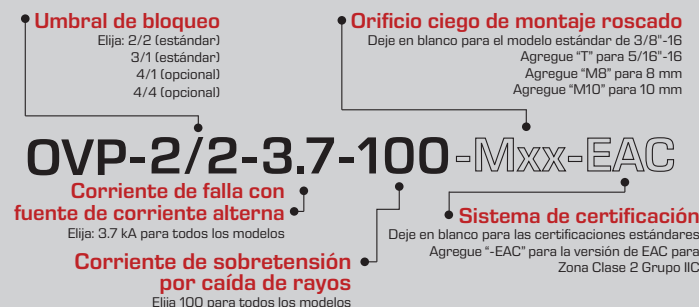 Umbral de bloqueo
Elija: 2/2 (estándar)
3/1 (estándar)
4/1 (opcional)
4/4 (opcional)
Orificio ciego de montaje roscado
Deje en blanco para el modelo estándar de 3/8"-16
Agregue "T" para 5/16"-16
Agregue "M8" para 8 mm
Agregue "M10" para 10 mm
OVP-2/2-3.7-100-Mxx-EAC
Corriente de falla con
fuente de corriente alterna
Elija: 3.7 kA para todos los modelos
Corriente de sobretensión
por caída de rayos
Elija 100 para todos los modelos
Sistema de certificación
Deje en blanco para las certificaciones estándares
Agregue "-EAC" para la versión de EAC para
Zona Clase 2 Grupo IIC